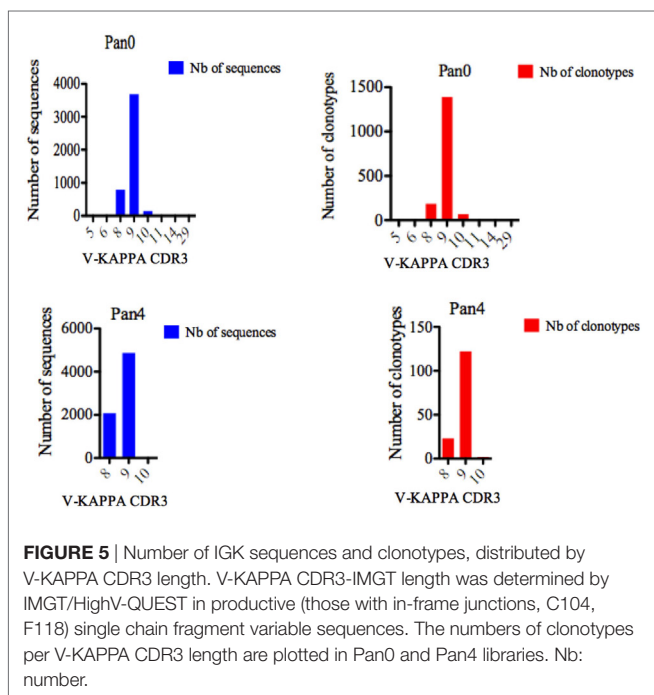 Pan0
Nb of sequences
Number of sequences
4000
3000
2000
1000
0
5 6 8 9 10 11 14 29
V-KAPPA CDR3
Pan0
Nb of clonotypes
Number of clonotypes
1500
1000
500
0
5 6 8 9 10 11 14 29
V-KAPPA CDR3
Pan4
Nb of sequences
Number of sequences
6000
4000
2000
0
8 9 10
V-KAPPA CDR3
Pan4
Nb of clonotypes
Number of clonotypes
150
100
50
0
8 9 10
V-KAPPA CDR3
FIGURE 5 | Number of IGK sequences and clonotypes, distributed by
V-KAPPA CDR3 length. V-KAPPA CDR3-IMGT length was determined by
IMGT/HighV-QUEST in productive (those with in-frame junctions, C104,
F118) single chain fragment variable sequences. The numbers of clonotypes
per V-KAPPA CDR3 length are plotted in Pan0 and Pan4 libraries. Nb:
number.